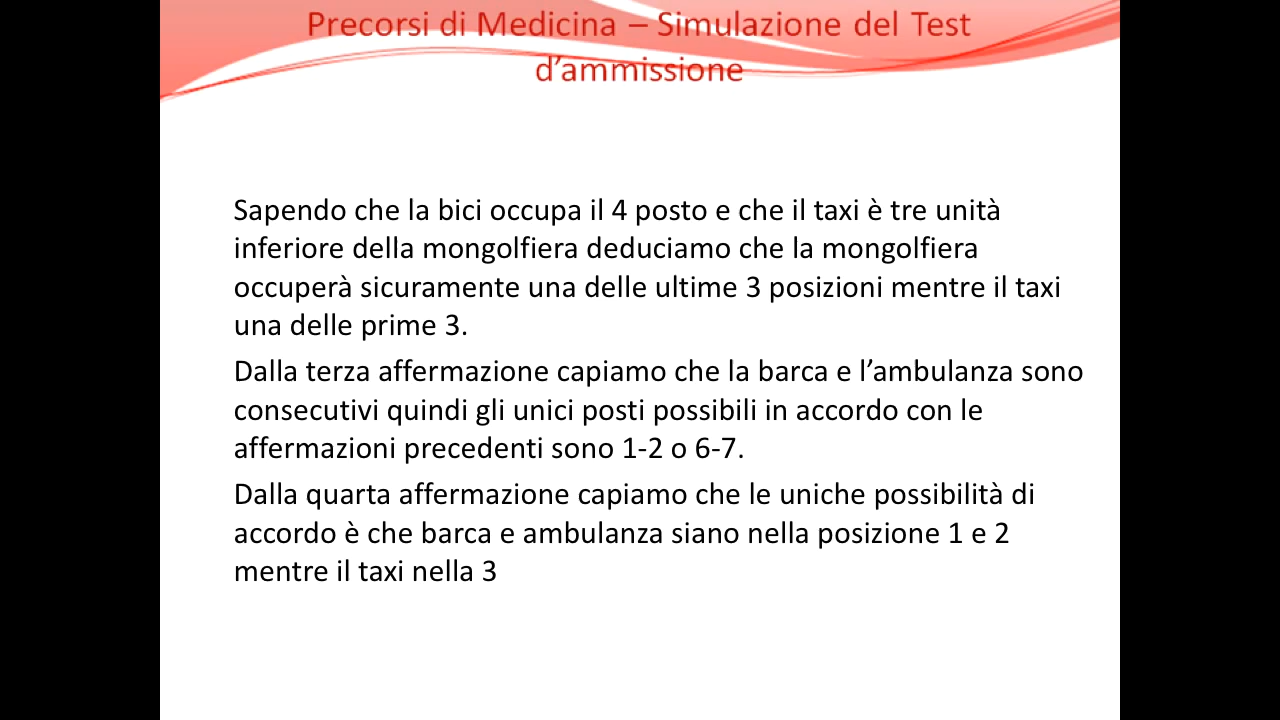 Precorsi di Medicina – Simulazione del Test
d’ammissione
Sapendo che la bici occupa il 4 posto e che il taxi è tre unità
inferiore della mongolfiera deduciamo che la mongolfiera
occuperà sicuramente una delle ultime 3 posizioni mentre il taxi
una delle prime 3.
Dalla terza affermazione capiamo che la barca e l’ambulanza sono
consecutivi quindi gli unici posti possibili in accordo con le
affermazioni precedenti sono 1-2 o 6-7.
Dalla quarta affermazione capiamo che le uniche possibilità di
accordo è che barca e ambulanza siano nella posizione 1 e 2
mentre il taxi nella 3